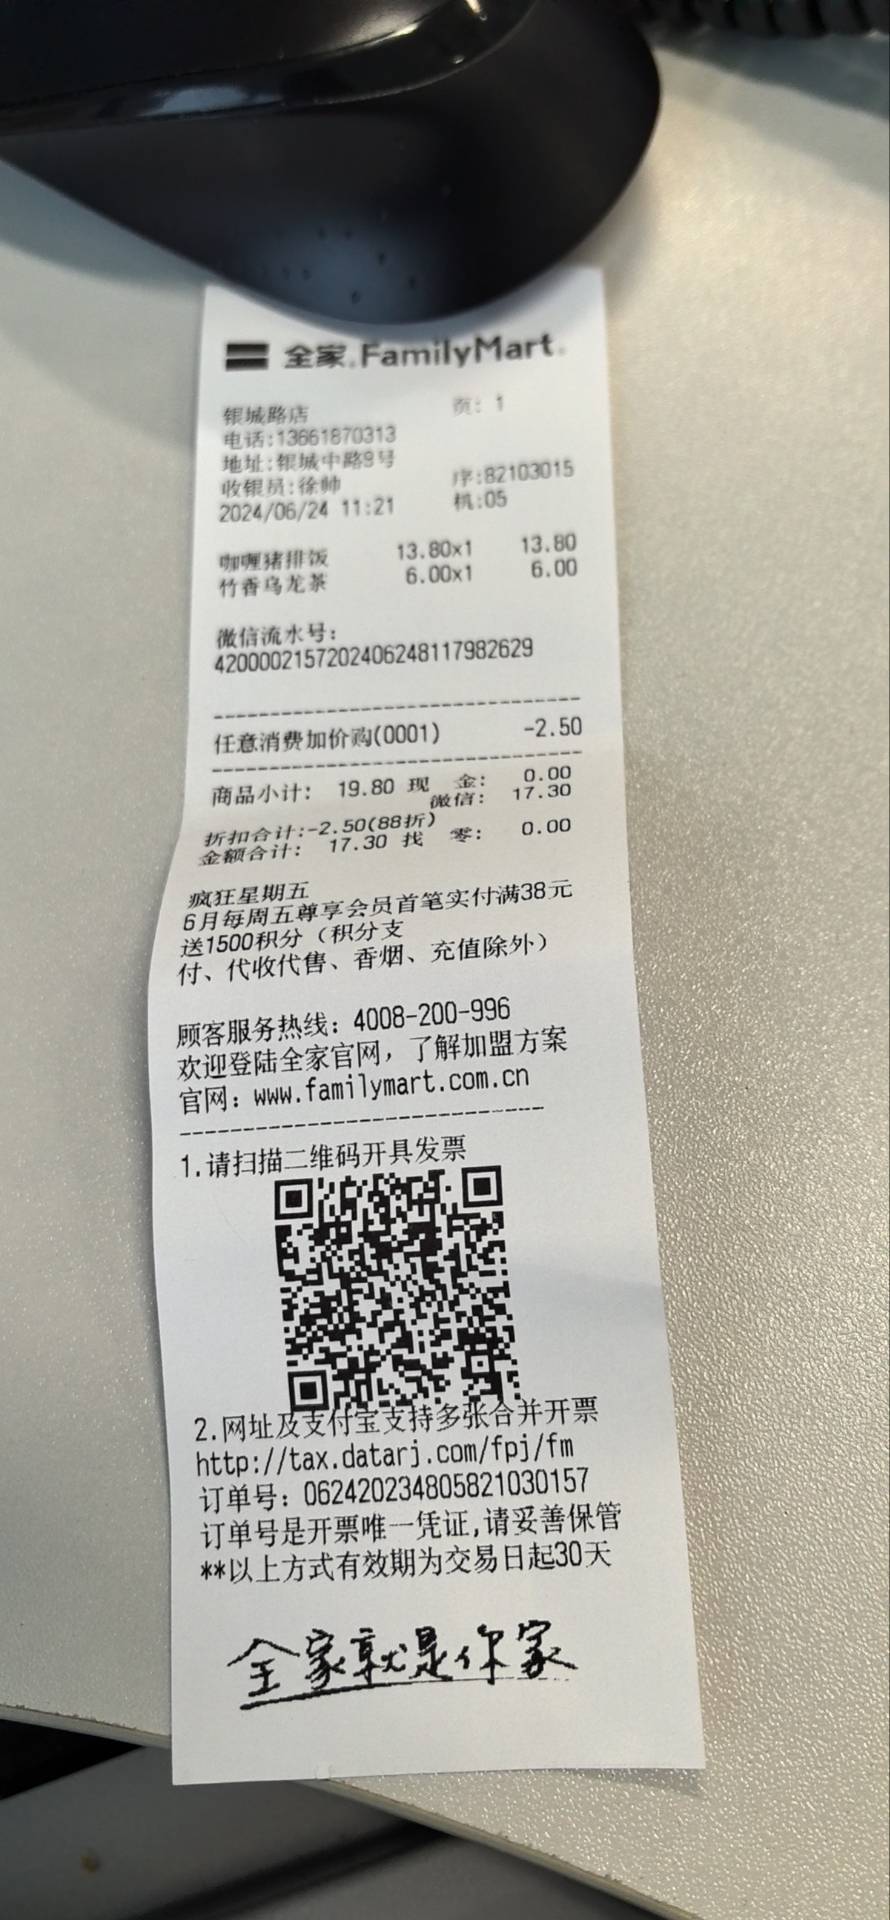 全家 FamilyMart
银城路店 页: 1
电话:13661870313
地址:银城中路9号
收银员:徐帅 序:82103015
2024/06/24 11:21 机:05
咖喱猪排饭 13.80x1 13.80
竹香乌龙茶 6.00x1 6.00
微信流水号:
4200002157202406248117982629
任意消费加价购(0001) -2.50
商品小计: 19.80 现 金: 0.00
微信: 17.30
折扣合计:-2.50(88折)
金额合计: 17.30 找 零: 0.00
疯狂星期五
6月每周五尊享会员首笔实付满38元
送1500积分（积分支
付、代收代售、香烟、充值除外）
顾客服务热线: 4008-200-996
欢迎登陆全家官网，了解加盟方案
官网: www.familymart.com.cn
1.请扫描二维码开具发票
2.网址及支付宝支持多张合并开票
http://tax.datarj.com/fpj/fm
订单号: 062420234805821030157
订单号是开票唯一凭证,请妥善保管
**以上方式有效期为交易日起30天
全家就是你家